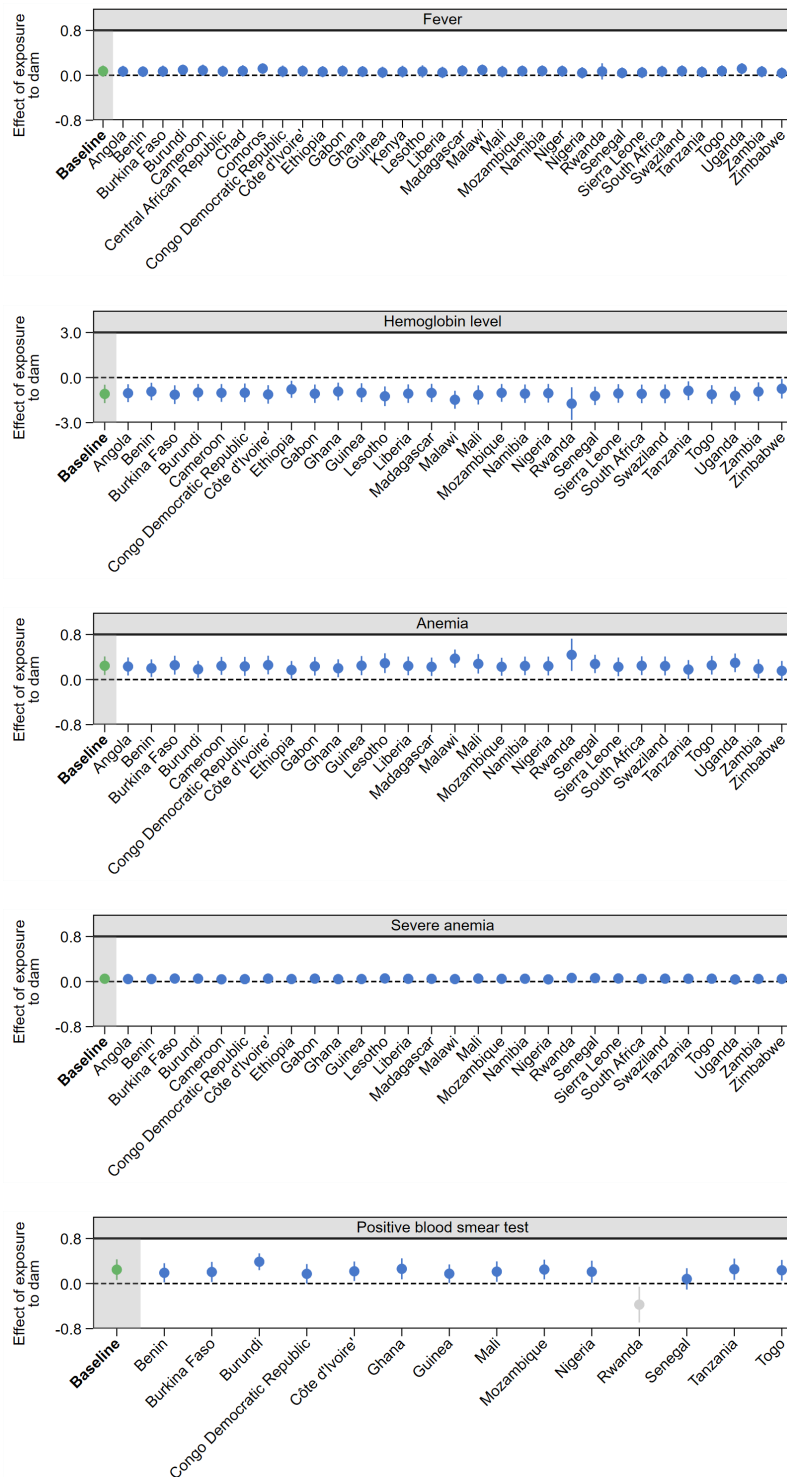 Fever
Effect of exposure
to dam
0.8
0.0
-0.8
Baseline
Angola
Benin
Burkina Faso
Burundi
Cameroon
Central African Republic
Chad
Comoros
Congo Democratic Republic
Côte d'Ivoire'
Ethiopia
Gabon
Ghana
Guinea
Kenya
Lesotho
Liberia
Madagascar
Malawi
Mali
Mozambique
Namibia
Niger
Nigeria
Rwanda
Senegal
Sierra Leone
South Africa
Swaziland
Tanzania
Togo
Uganda
Zambia
Zimbabwe
Hemoglobin level
Effect of exposure
to dam
3.0
0.0
-3.0
Baseline
Angola
Benin
Burkina Faso
Burundi
Cameroon
Congo Democratic Republic
Côte d'Ivoire'
Ethiopia
Gabon
Ghana
Guinea
Lesotho
Liberia
Madagascar
Malawi
Mali
Mozambique
Namibia
Nigeria
Rwanda
Senegal
Sierra Leone
South Africa
Swaziland
Tanzania
Togo
Uganda
Zambia
Zimbabwe
Anemia
Effect of exposure
to dam
0.8
0.0
-0.8
Baseline
Angola
Benin
Burkina Faso
Burundi
Cameroon
Congo Democratic Republic
Côte d'Ivoire'
Ethiopia
Gabon
Ghana
Guinea
Lesotho
Liberia
Madagascar
Malawi
Mali
Mozambique
Namibia
Nigeria
Rwanda
Senegal
Sierra Leone
South Africa
Swaziland
Tanzania
Togo
Uganda
Zambia
Zimbabwe
Severe anemia
Effect of exposure
to dam
0.8
0.0
-0.8
Baseline
Angola
Benin
Burkina Faso
Burundi
Cameroon
Congo Democratic Republic
Côte d'Ivoire'
Ethiopia
Gabon
Ghana
Guinea
Lesotho
Liberia
Madagascar
Malawi
Mali
Mozambique
Namibia
Nigeria
Rwanda
Senegal
Sierra Leone
South Africa
Swaziland
Tanzania
Togo
Uganda
Zambia
Zimbabwe
Positive blood smear test
Effect of exposure
to dam
0.8
0.0
-0.8
Baseline
Benin
Burkina Faso
Burundi
Congo Democratic Republic
Côte d'Ivoire'
Ghana
Guinea
Mali
Mozambique
Nigeria
Rwanda
Senegal
Tanzania
Togo